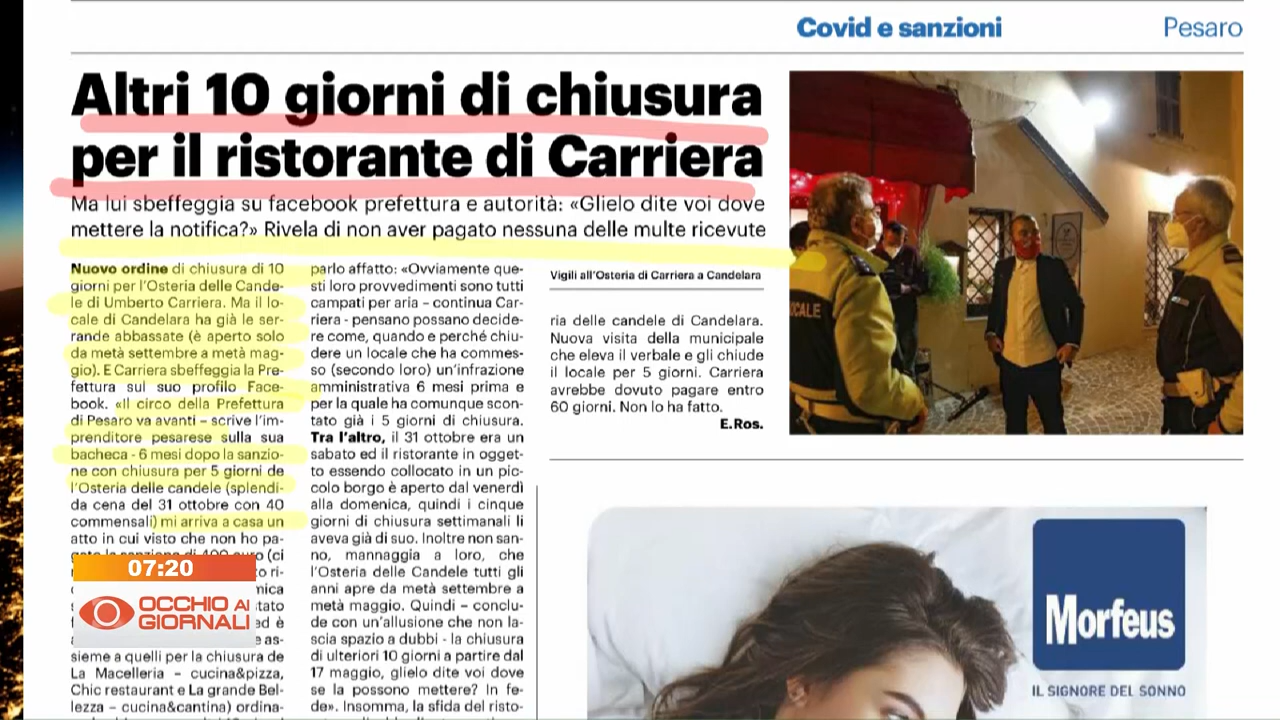 Covid e sanzioni
Pesaro
Altri 10 giorni di chiusura
per il ristorante di Carriera
Ma lui sbeffeggia su facebook prefettura e autorità: «Glielo dite voi dove
mettere la notifica?» Rivela di non aver pagato nessuna delle multe ricevute
Nuovo ordine di chiusura di 10
giorni per l'Osteria delle Cande-
le di Umberto Carriera. Ma il lo-
cale di Candelara ha già le ser-
rande abbassate (è aperto solo
da metà settembre a metà mag-
gio). E Carriera sbeffeggia la Pre-
fettura sul suo profilo Face-
book. «Il circo della Prefettura
di Pesaro va avanti – scrive l'im-
prenditore pesarese sulla sua
bacheca - 6 mesi dopo la sanzio-
ne con chiusura per 5 giorni de
l'Osteria delle candele (splendi-
da cena del 31 ottobre con 40
commensali) mi arriva a casa un
atto in cui visto che non ho pa-
gato la sanzione di 400 euro (ci
sieme a quelli per la chiusura de
La Macelleria – cucina&pizza,
Chic restaurant e La grande Bel-
lezza – cucina&cantina) ordina-
parlo affatto: «Ovviamente que-
sti loro provvedimenti sono tutti
campati per aria – continua Car-
riera - pensano possano decide-
re come, quando e perché chiu-
dere un locale che ha commes-
so (secondo loro) un'infrazione
amministrativa 6 mesi prima e
per la quale ha comunque scon-
tato già i 5 giorni di chiusura.
Tra l'altro, il 31 ottobre era un
sabato ed il ristorante in ogget-
to essendo collocato in un pic-
colo borgo è aperto dal venerdì
alla domenica, quindi i cinque
giorni di chiusura settimanali li
aveva già di suo. Inoltre non san-
no, mannaggia a loro, che
l'Osteria delle Candele tutti gli
anni apre da metà settembre a
metà maggio. Quindi – conclu-
de con un'allusione che non la-
scia spazio a dubbi - la chiusura
di ulteriori 10 giorni a partire dal
17 maggio, glielo dite voi dove
se la possono mettere? In fe-
de». Insomma, la sfida del risto-
Vigili all'Osteria di Carriera a Candelara
ria delle candele di Candelara.
Nuova visita della municipale
che eleva il verbale e gli chiude
il locale per 5 giorni. Carriera
avrebbe dovuto pagare entro
60 giorni. Non lo ha fatto.
E.Ros.
OCALE
07:20
OCCHIO AI
GIORNALI
Morfeus
IL SIGNORE DEL SONNO